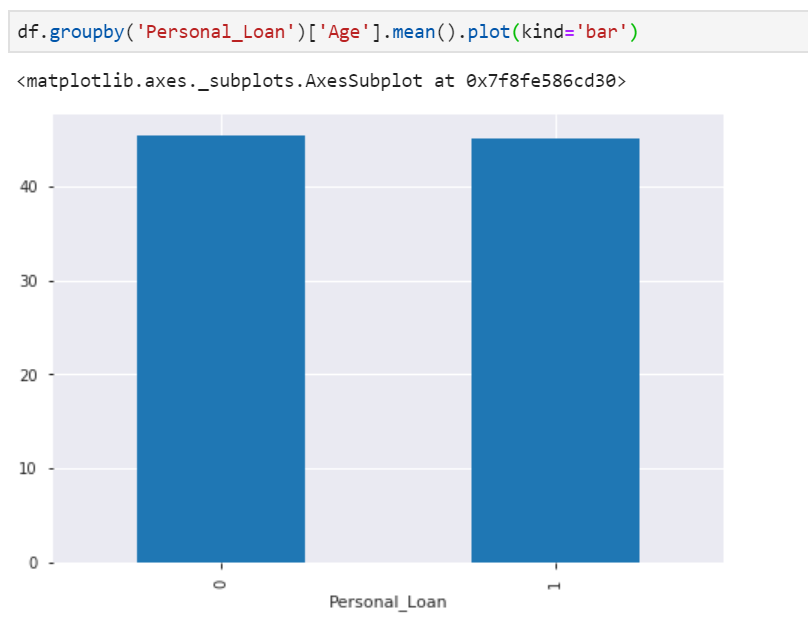 df.groupby('Personal_Loan')['Age'].mean().plot(kind='bar')
<matplotlib.axes._subplots.AxesSubplot at 0x7f8fe586cd30>
40
30
20
10
0
0 1
Personal_Loan